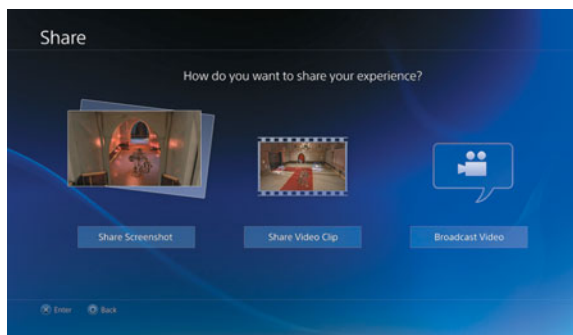 Share
How do you want to share your experience?
Share Screenshot
Share Video Clip
Broadcast Video
Enter
Back